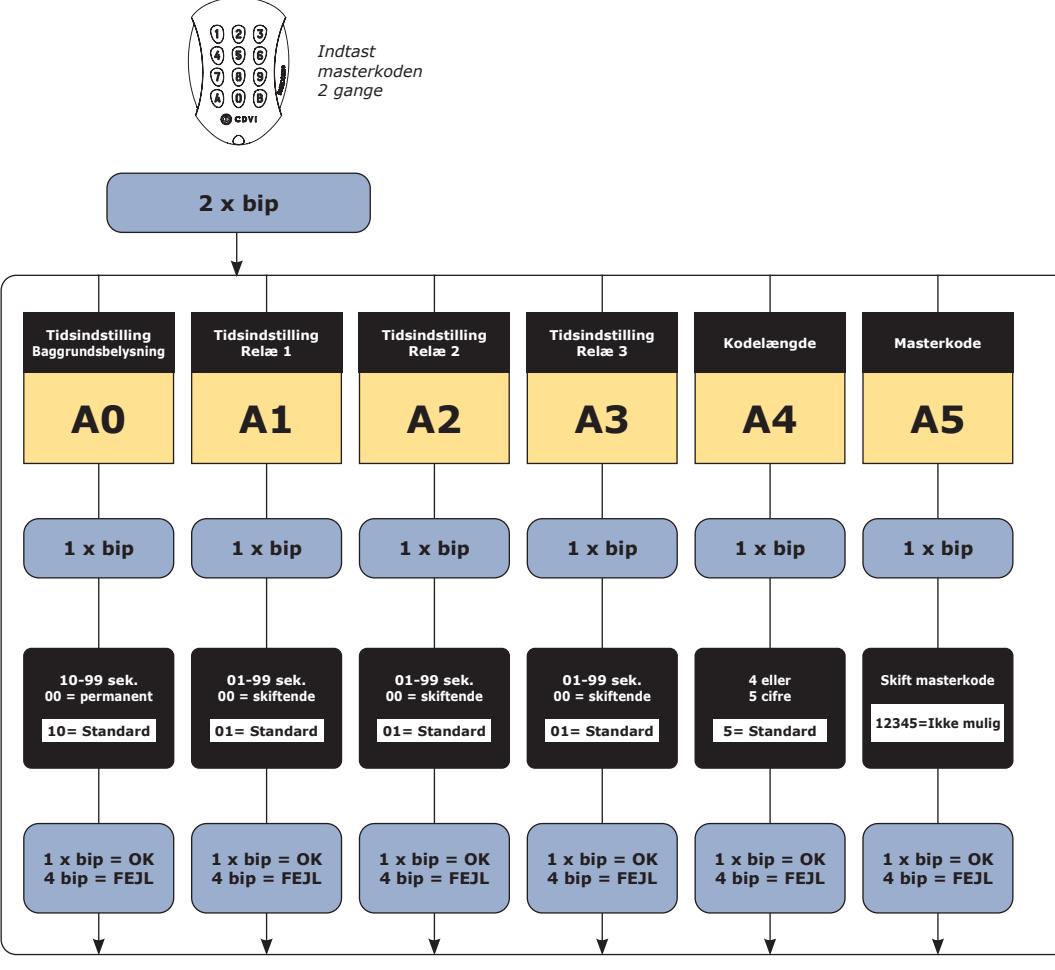 1 2 3
4 5 6
7 8 9
A 0 B
CDVI
Indtast
masterkoden
2 gange
2 x bip
Tidsindstilling
Baggrundsbelysning
A0
1 x bip
10-99 sek.
00 = permanent
10= Standard
1 x bip = OK
4 bip = FEJL
Tidsindstilling
Relæ 1
A1
1 x bip
01-99 sek.
00 = skiftende
01= Standard
1 x bip = OK
4 bip = FEJL
Tidsindstilling
Relæ 2
A2
1 x bip
01-99 sek.
00 = skiftende
01= Standard
1 x bip = OK
4 bip = FEJL
Tidsindstilling
Relæ 3
A3
1 x bip
01-99 sek.
00 = skiftende
01= Standard
1 x bip = OK
4 bip = FEJL
Kodelængde
A4
1 x bip
4 eller
5 cifre
5= Standard
1 x bip = OK
4 bip = FEJL
Masterkode
A5
1 x bip
Skift masterkode
12345=Ikke mulig
1 x bip = OK
4 bip = FEJL